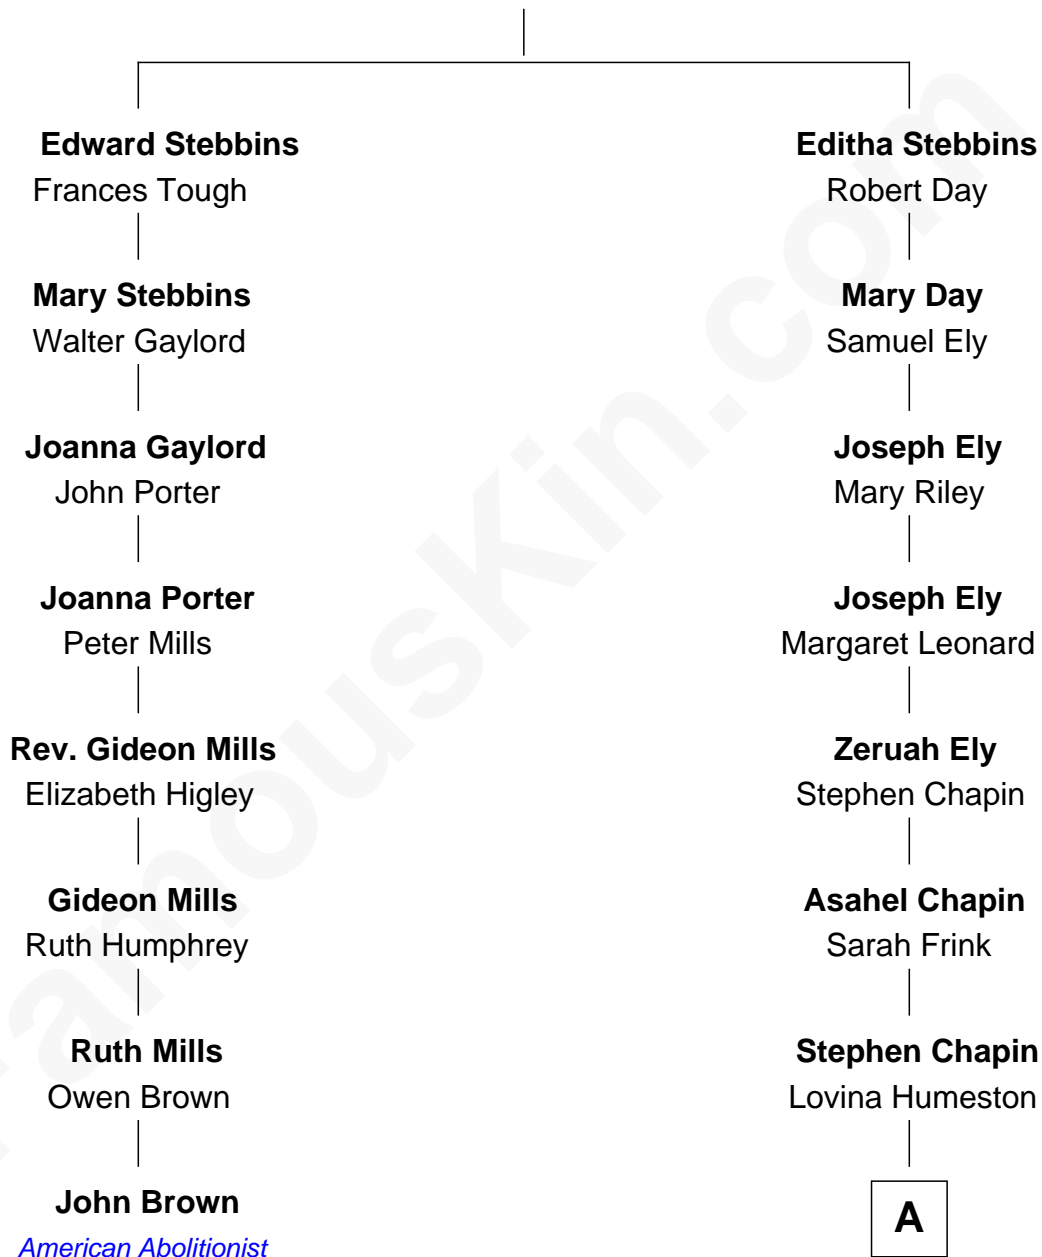 Edward Stebbins
Frances Tough
Mary Stebbins
Walter Gaylord
Joanna Gaylord
John Porter
Joanna Porter
Peter Mills
Rev. Gideon Mills
Elizabeth Higley
Gideon Mills
Ruth Humphrey
Ruth Mills
Owen Brown
John Brown
American Abolitionist
Editha Stebbins
Robert Day
Mary Day
Samuel Ely
Joseph Ely
Mary Riley
Joseph Ely
Margaret Leonard
Zeruah Ely
Stephen Chapin
Asahel Chapin
Sarah Frink
Stephen Chapin
Lovina Humeston
A
FamousKin.com